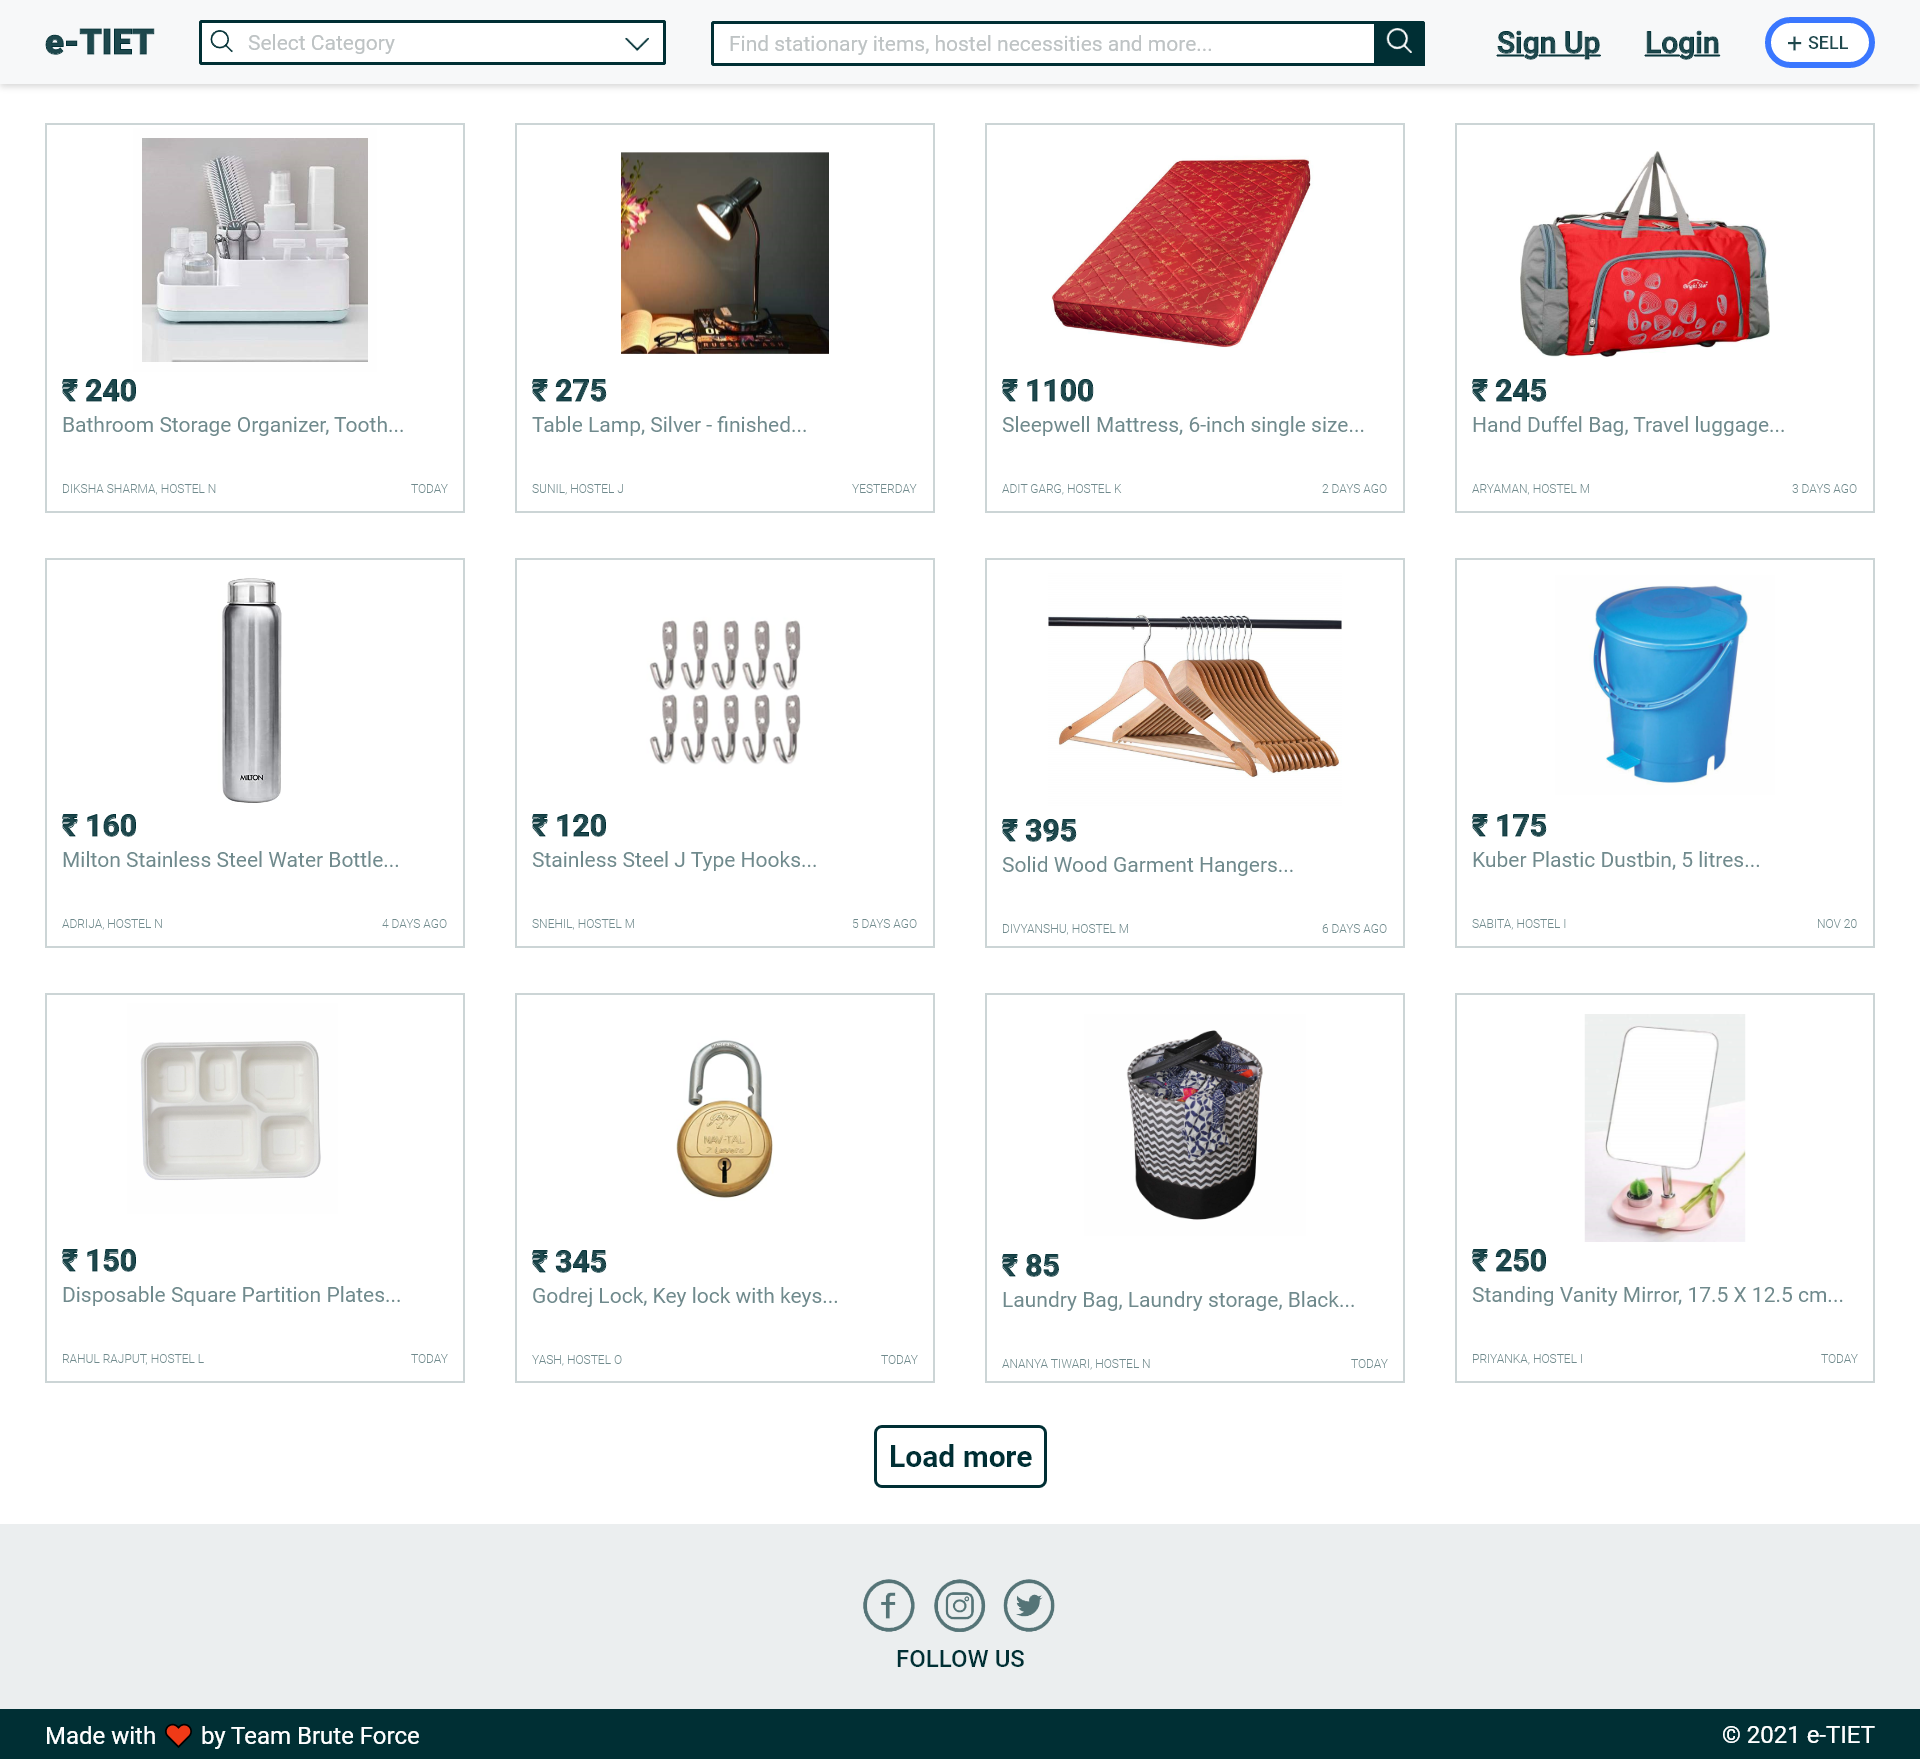 e-TIET
Select Category
Find stationary items, hostel necessities and more...
Sign Up
Login
+ SELL
₹ 240
Bathroom Storage Organizer, Tooth...
DIKSHA SHARMA, HOSTEL N
TODAY
₹ 275
Table Lamp, Silver - finished...
SUNIL, HOSTEL J
YESTERDAY
₹ 1100
Sleepwell Mattress, 6-inch single size...
ADIT GARG, HOSTEL K
2 DAYS AGO
₹ 245
Hand Duffel Bag, Travel luggage...
ARYAMAN, HOSTEL M
3 DAYS AGO
MILTON
₹ 160
Milton Stainless Steel Water Bottle...
ADRIJA, HOSTEL N
4 DAYS AGO
₹ 120
Stainless Steel J Type Hooks...
SNEHIL, HOSTEL M
5 DAYS AGO
₹ 395
Solid Wood Garment Hangers...
DIVYANSHU, HOSTEL M
6 DAYS AGO
₹ 175
Kuber Plastic Dustbin, 5 litres...
SABITA, HOSTEL I
NOV 20
₹ 150
Disposable Square Partition Plates...
RAHUL RAJPUT, HOSTEL L
TODAY
NAV-TAL
₹ 345
Godrej Lock, Key lock with keys...
YASH, HOSTEL O
TODAY
₹ 85
Laundry Bag, Laundry storage, Black...
ANANYA TIWARI, HOSTEL N
TODAY
₹ 250
Standing Vanity Mirror, 17.5 X 12.5 cm...
PRIYANKA, HOSTEL I
TODAY
Load more
FOLLOW US
Made with ❤ by Team Brute Force
© 2021 e-TIET